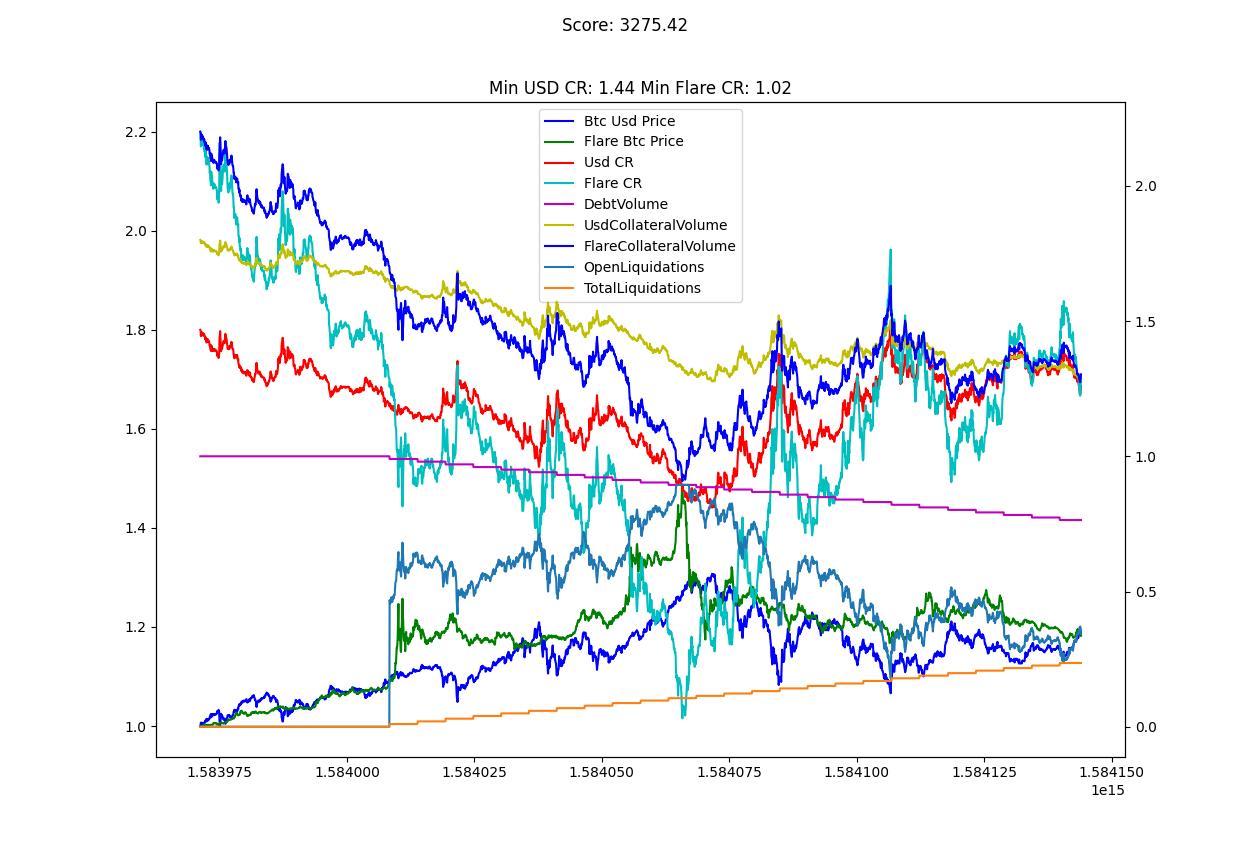 Score: 3275.42
Min USD CR: 1.44 Min Flare CR: 1.02
Btc Usd Price
Flare Btc Price
Usd CR
Flare CR
DebtVolume
UsdCollateralVolume
FlareCollateralVolume
OpenLiquidations
TotalLiquidations
2.2
2.0
1.8
1.6
1.4
1.2
1.0
2.0
1.5
1.0
0.5
0.0
1.583975 1.584000 1.584025 1.584050 1.584075 1.584100 1.584125 1.584150
1e15